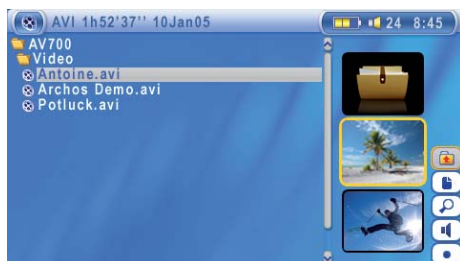 AVI 1h52'37'' 10Jan05
24 8:45
AV700
Video
Antoine.avi
Archos Demo.avi
Potluck.avi